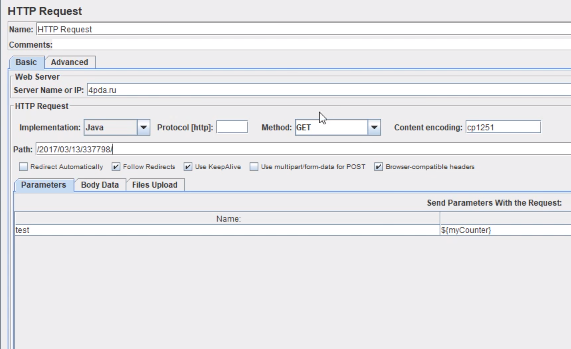 HTTP Request
Name: HTTP Request
Comments:
Basic Advanced
Web Server
Server Name or IP: 4pda.ru
HTTP Request
Implementation: Java Protocol [http]: Method: GET Content encoding: cp1251
Path: /2017/03/13/337798/
Redirect Automatically Follow Redirects Use KeepAlive Use multipart/form-data for POST Browser-compatible headers
Parameters Body Data Files Upload
Send Parameters With the Request:
Name:
test ${myCounter}